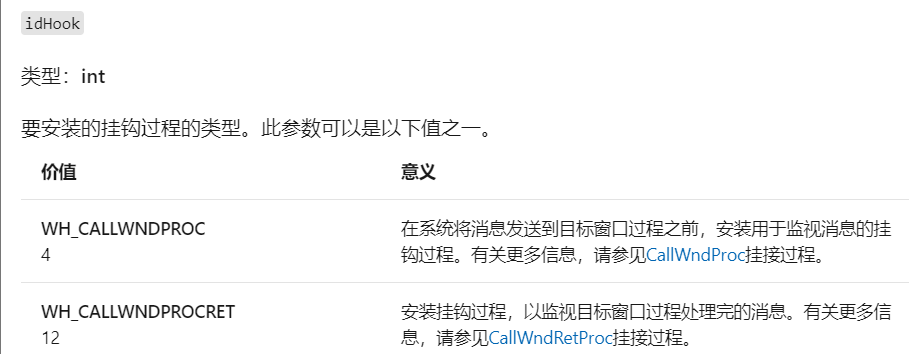 idHook
类型：int
要安装的挂钩过程的类型。此参数可以是以下值之一。
价值 意义
WH_CALLWNDPROC
4
在系统将消息发送到目标窗口过程之前，安装用于监视消息的挂
钩过程。有关更多信息，请参见CallWndProc挂接过程。
WH_CALLWNDPROCRET
12
安装挂钩过程，以监视目标窗口过程处理完的消息。有关更多信
息，请参见CallWndRetProc挂接过程。